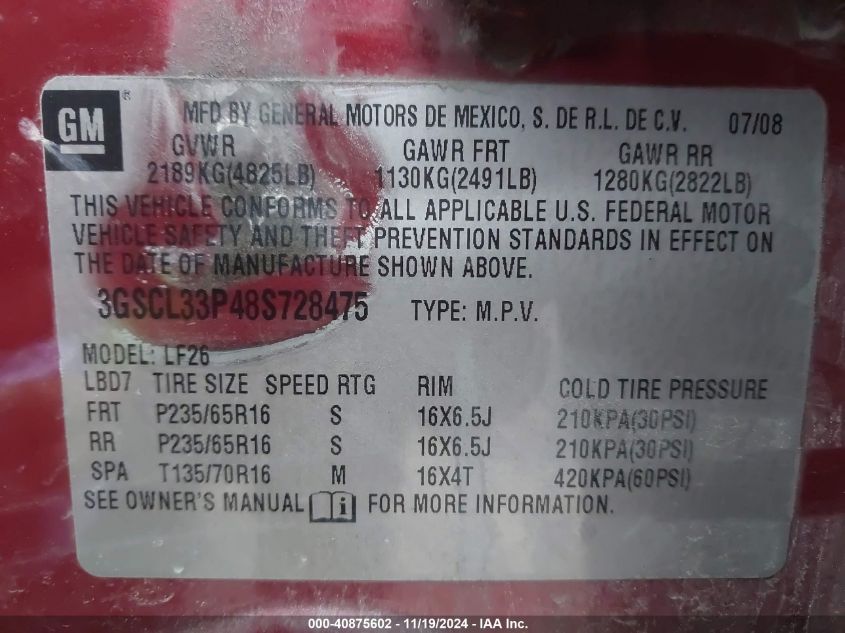 GM ® MFD BY GENERAL MOTORS DE MEXICO, S. DE R.L. DE C.V. 07/08
GVWR GAWR FRT GAWR RR
2189KG(4825LB) 1130KG(2491LB) 1280KG(2822LB)
THIS VEHICLE CONFORMS TO ALL APPLICABLE U.S. FEDERAL MOTOR
VEHICLE SAFETY AND THEFT PREVENTION STANDARDS IN EFFECT ON
THE DATE OF MANUFACTURE SHOWN ABOVE.
3GSCL33P48S728475 TYPE: M.P.V.
MODEL: LF26
LBD7 TIRE SIZE SPEED RTG RIM COLD TIRE PRESSURE
FRT P235/65R16 S 16X6.5J 210KPA(30PSI)
RR P235/65R16 S 16X6.5J 210KPA(30PSI)
SPA T135/70R16 M 16X4T 420KPA(60PSI)
SEE OWNER'S MANUAL i FOR MORE INFORMATION.
000-40875602 - 11/19/2024 - IAA Inc.